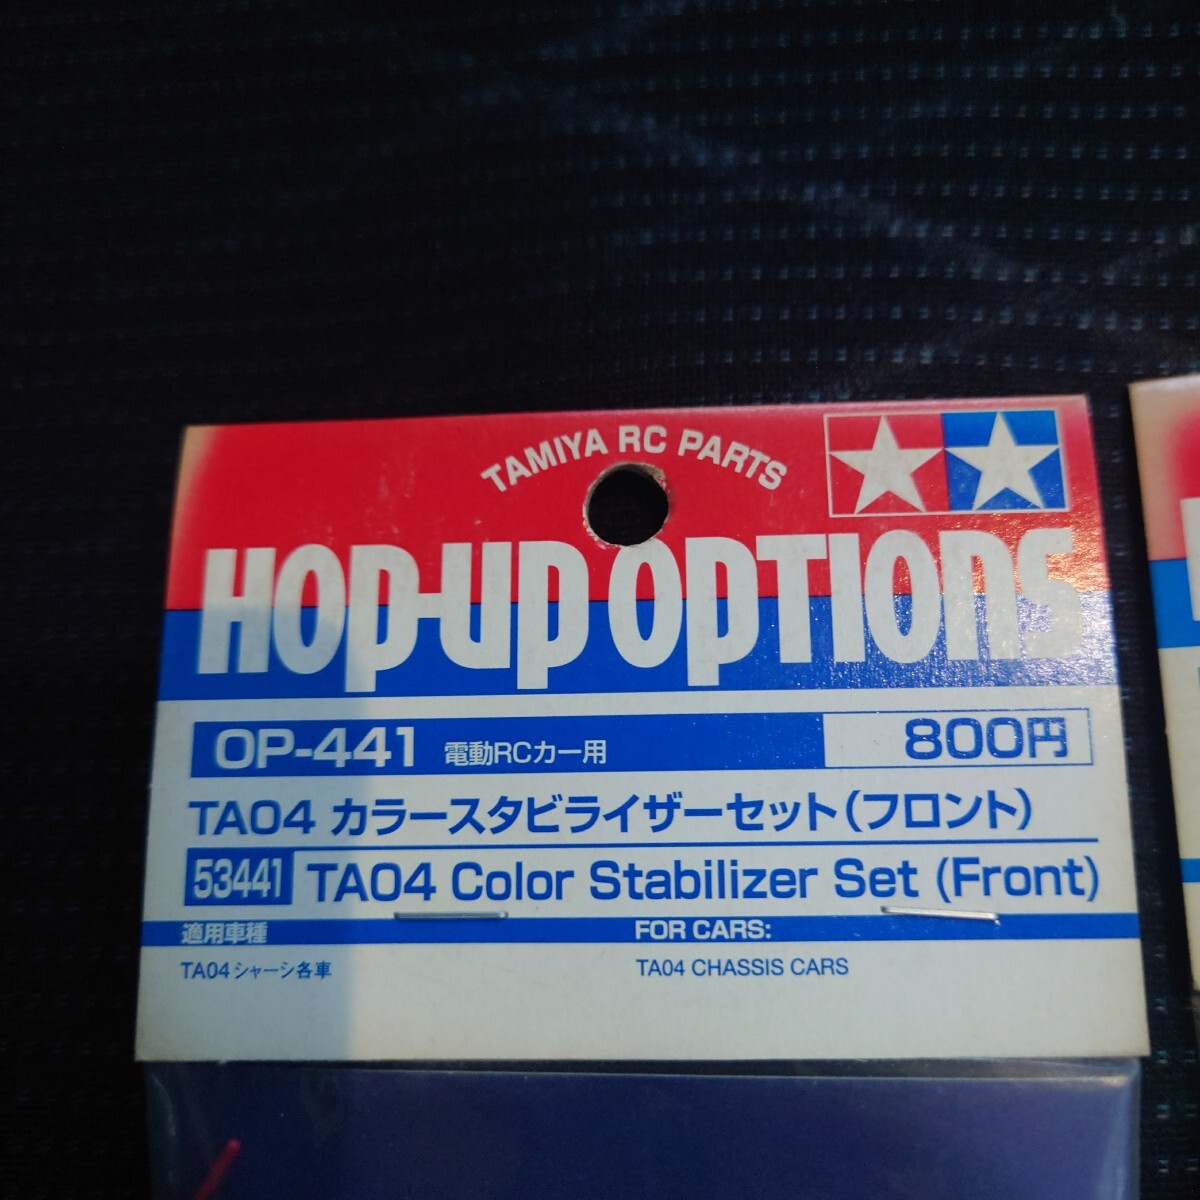 TAMIYA RC PARTS
HOP-UP OPTIONS
OP-441 電動RCカー用 800円
TA04 カラースタビライザーセット(フロント)
53441 TA04 Color Stabilizer Set (Front)
適用車種 FOR CARS:
TA04シャーシ各車 TA04 CHASSIS CARS